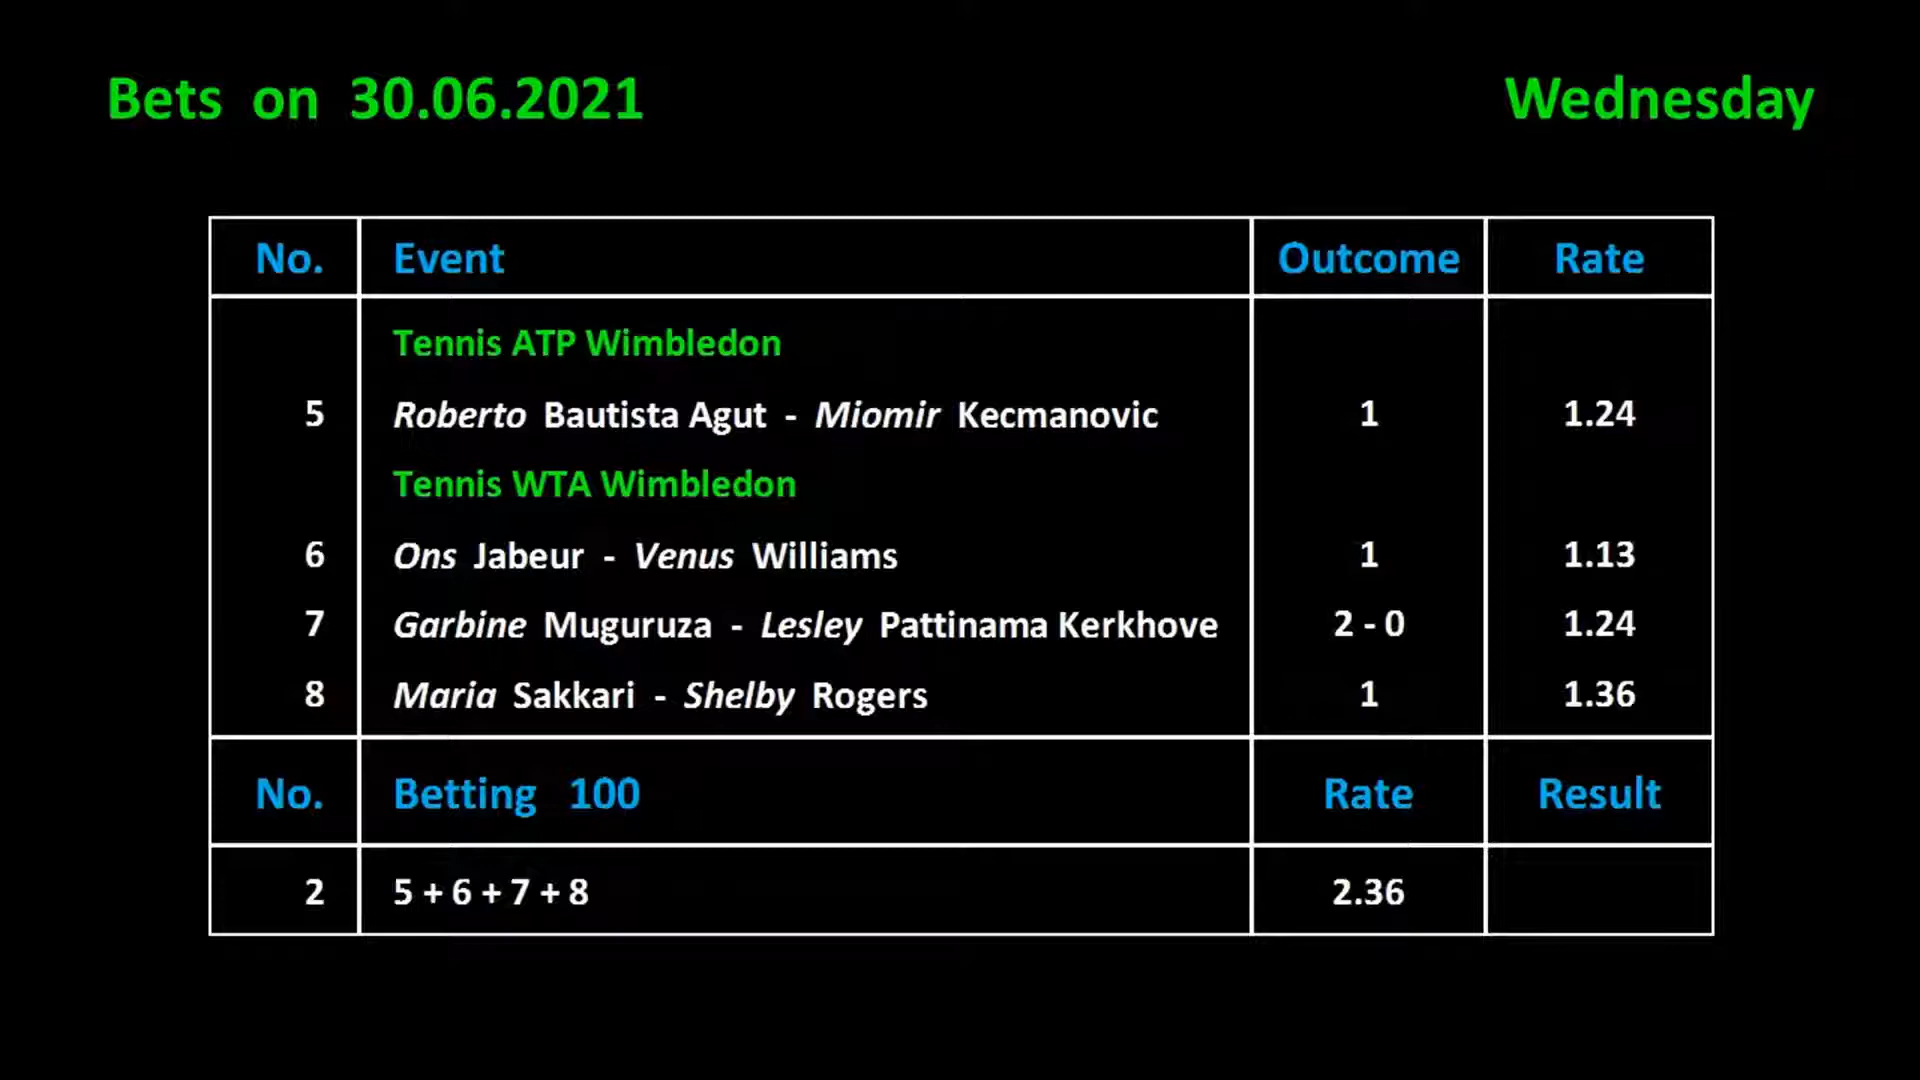 Bets on 30.06.2021 Wednesday
No. Event Outcome Rate
Tennis ATP Wimbledon
5 Roberto Bautista Agut - Miomir Kecmanovic 1 1.24
Tennis WTA Wimbledon
6 Ons Jabeur - Venus Williams 1 1.13
7 Garbine Muguruza - Lesley Pattinama Kerkhove 2 - 0 1.24
8 Maria Sakkari - Shelby Rogers 1 1.36
No. Betting 100 Rate Result
2 5 + 6 + 7 + 8 2.36